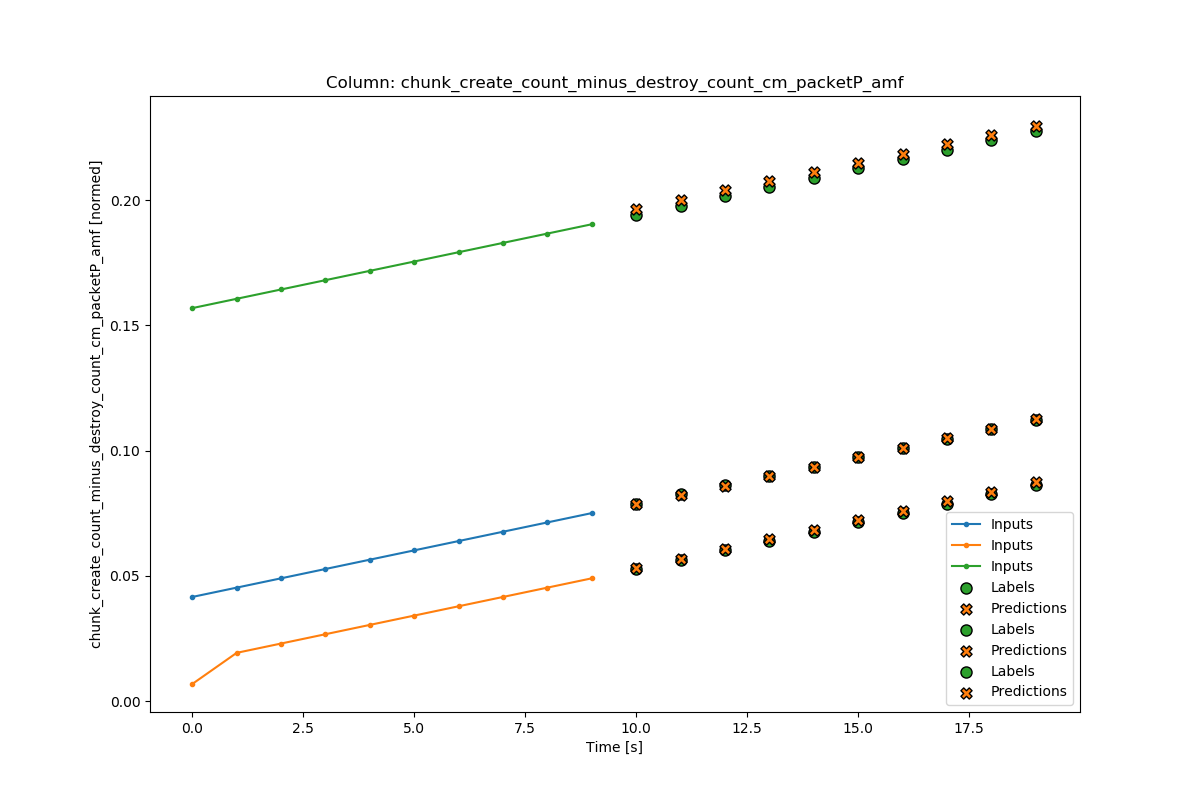 Column: chunk_create_count_minus_destroy_count_cm_packetP_amf
chunk_create_count_minus_destroy_count_cm_packetP_amf [normed]
0.20
0.15
0.10
0.05
0.00
Inputs
Inputs
Inputs
Labels
Predictions
Labels
Predictions
Labels
Predictions
0.0 2.5 5.0 7.5 10.0 12.5 15.0 17.5
Time [s]